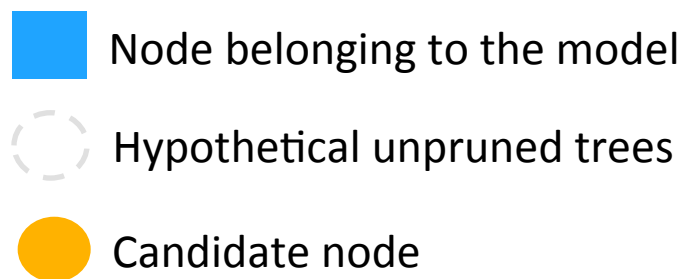 Node belonging to the model
Hypothetical unpruned trees
Candidate node